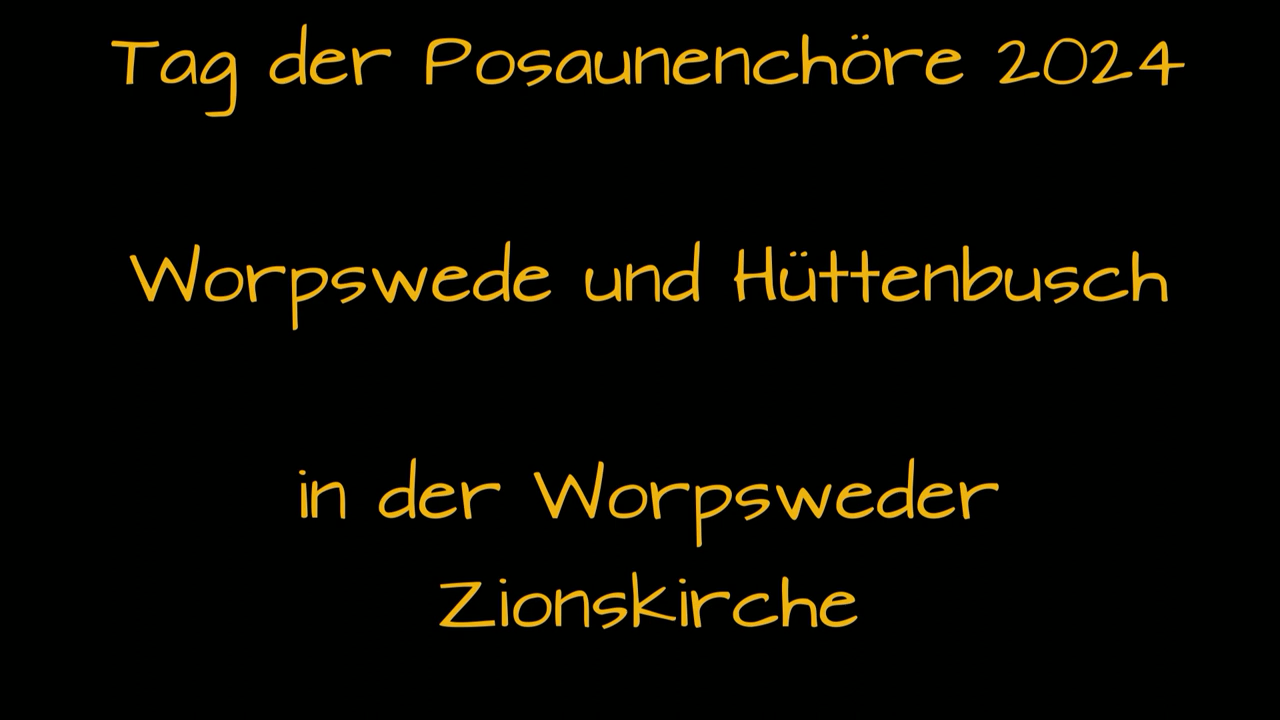 Tag der Posaunenchöre 2024
Worpswede und Hüttenbusch
in der Worpsweder
Zionskirche